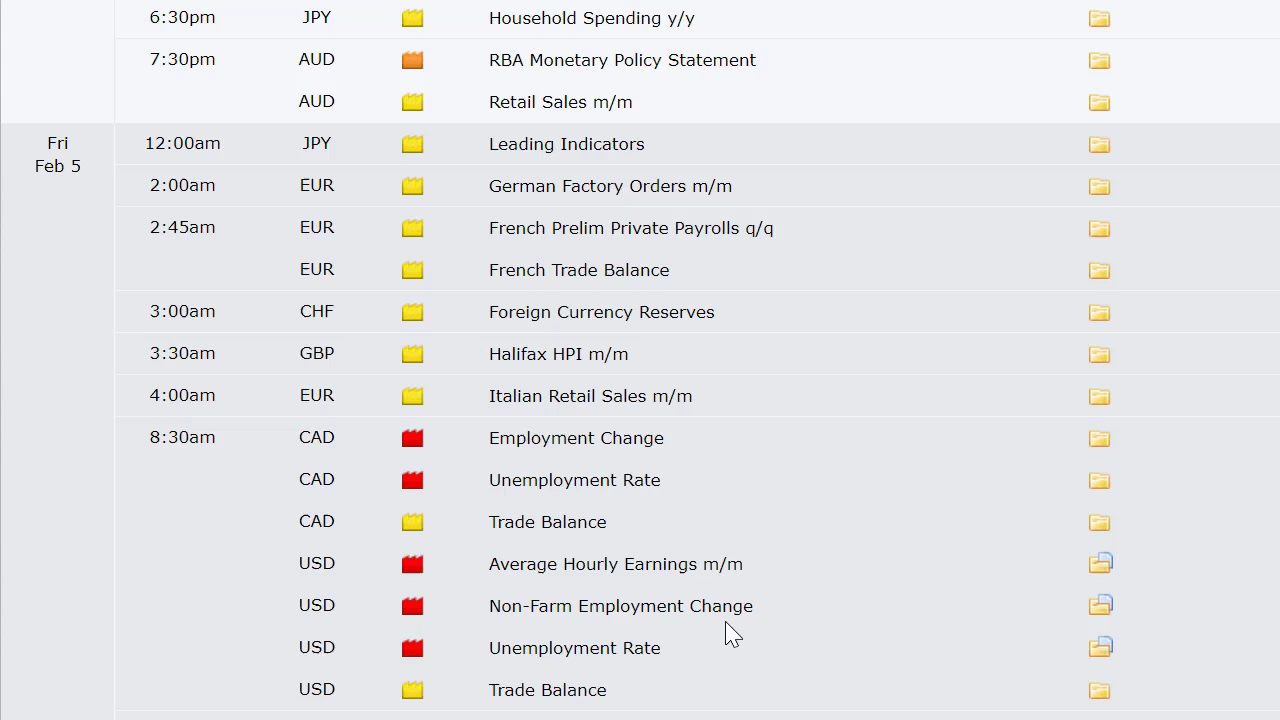 6:30pm JPY Household Spending y/y
7:30pm AUD RBA Monetary Policy Statement
AUD Retail Sales m/m
Fri 12:00am JPY Leading Indicators
Feb 5
2:00am EUR German Factory Orders m/m
2:45am EUR French Prelim Private Payrolls q/q
EUR French Trade Balance
3:00am CHF Foreign Currency Reserves
3:30am GBP Halifax HPI m/m
4:00am EUR Italian Retail Sales m/m
8:30am CAD Employment Change
CAD Unemployment Rate
CAD Trade Balance
USD Average Hourly Earnings m/m
USD Non-Farm Employment Change
USD Unemployment Rate
USD Trade Balance